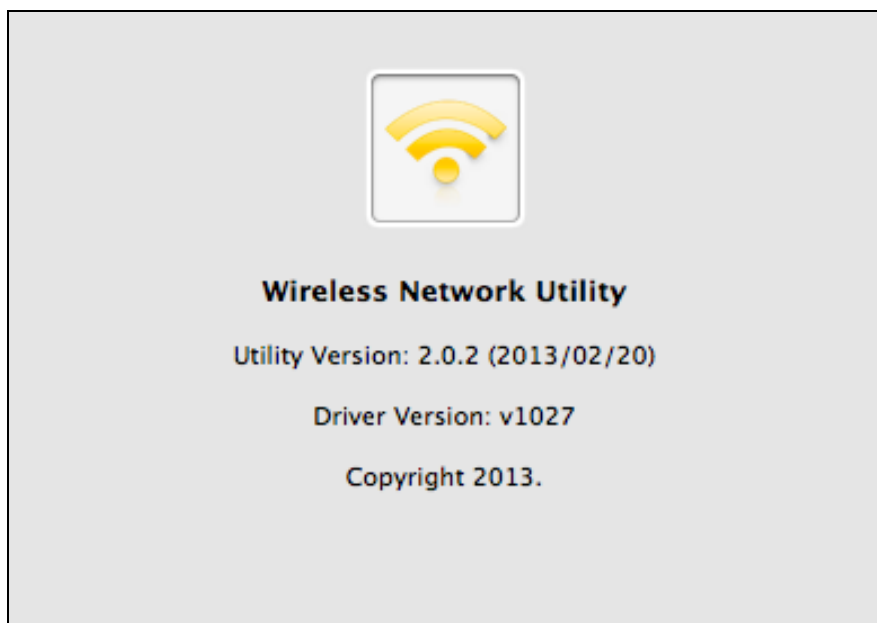 Wireless Network Utility
Utility Version: 2.0.2 (2013/02/20)
Driver Version: v1027
Copyright 2013.